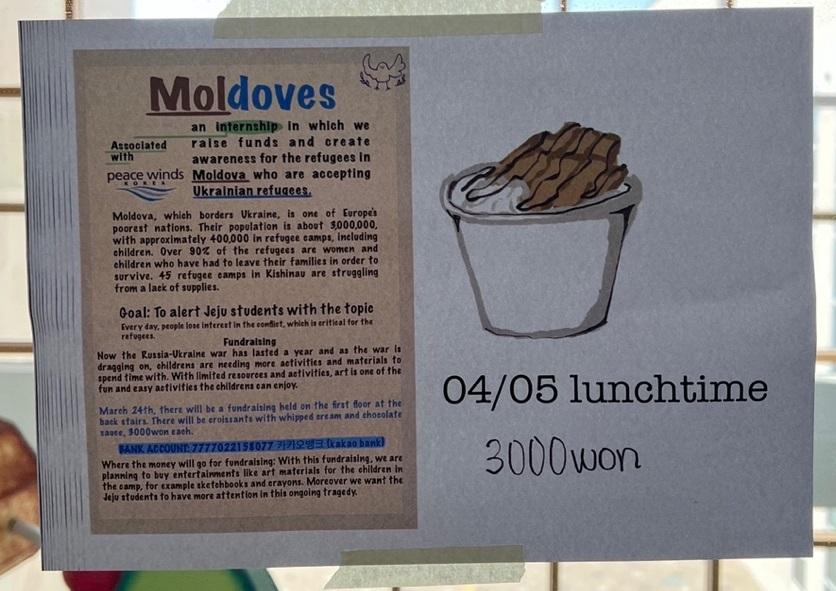 Moldoves
an internship in which we
raise funds and create
awareness for the refugees in
Moldova who are accepting
Ukrainian refugees.
Associated
with
peace winds
KOREA
Moldova, which borders Ukraine, is one of Europe's
poorest nations. Their population is about 3,000,000,
with approximately 400,000 in refugee camps, including
children. Over 90% of the refugees are women and
children who have had to leave their families in order to
survive. 45 refugee camps in Kishinau are struggling
from a lack of supplies.
Goal: To alert Jeju students with the topic
Every day, people lose interest in the conflict, which is critical for the
refugees.
Fundraising
Now the Russia-Ukraine war has lasted a year and as the war is
dragging on, childrens are needing more activities and materials to
spend time with. With limited resources and activities, art is one of the
fun and easy activities the childrens can enjoy.
March 24th, there will be a fundraising held on the first floor at the
back stairs. There will be croissants with whipped cream and chocolate
sauce, 3000won each.
BANK ACCOUNT: 7777022158077 카카오뱅크 (kakao bank)
Where the money will go for fundraising: With this fundraising, we are
planning to buy entertainments like art materials for the children in
the camp, for example sketchbooks and crayons. Moreover we want the
Jeju students to have more attention in this ongoing tragedy.
04/05 lunchtime
3000won